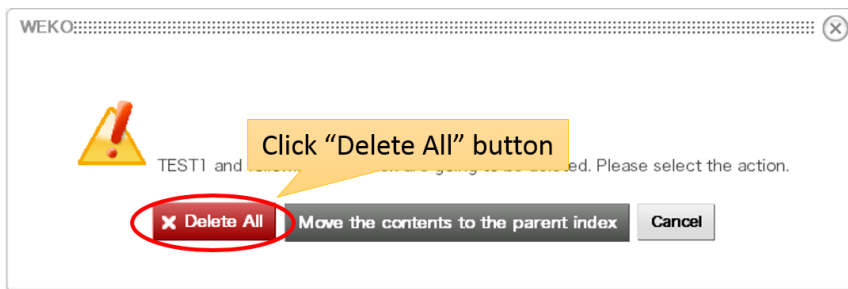 WEKO
Click “Delete All” button
TEST1 and are going to be deleted. Please select the action.
Delete All Move the contents to the parent index Cancel